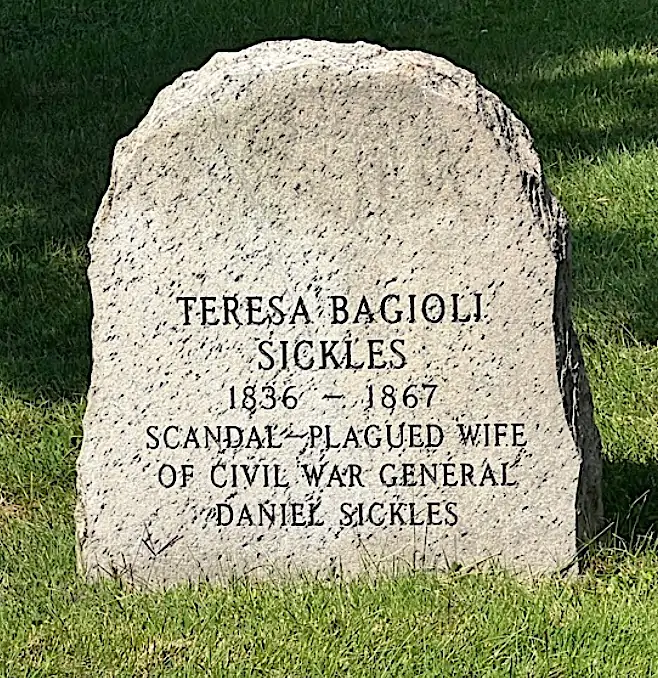 TERESA BAGIOLI
SICKLES
1836 – 1867
SCANDAL–PLAGUED WIFE
OF CIVIL WAR GENERAL
DANIEL SICKLES